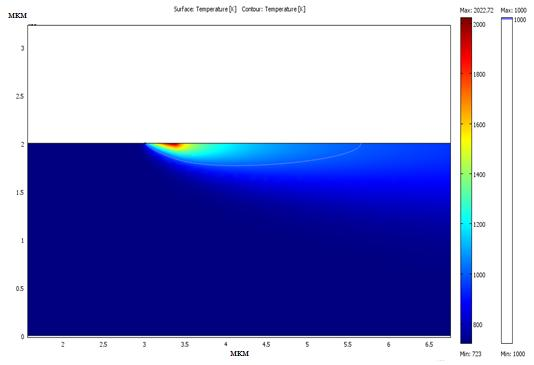 Surface: Temperature [K] Contour: Temperature [K]
Max: 2022.72 Max: 1000
МКМ
3
2.5
2
1.5
1
0.5
0
2 2.5 3 3.5 4 4.5 5 5.5 6 6.5
МКМ
2000
1800
1600
1400
1200
1000
800
1000
Min: 723 Min: 1000